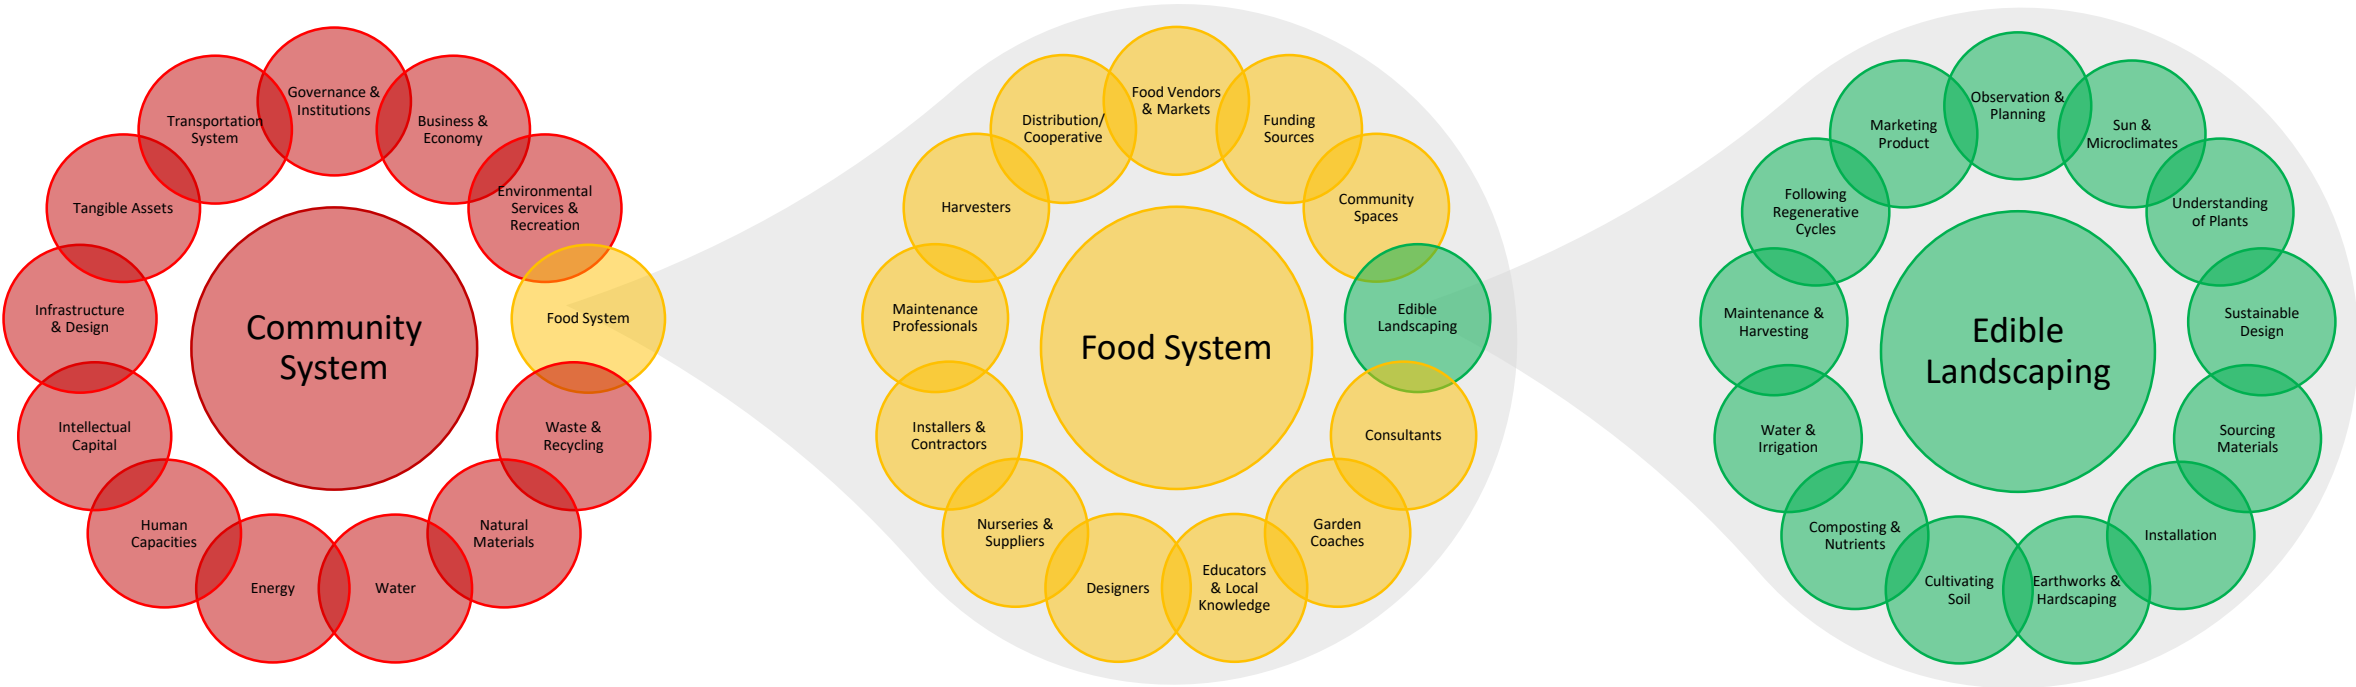 Governance &
Institutions
Business &
Economy
Environmental
Services &
Recreation
Food System
Waste &
Recycling
Natural
Materials
Water
Energy
Human
Capacities
Intellectual
Capital
Infrastructure
& Design
Tangible Assets
Transportation
System
Community
System
Food Vendors
& Markets
Funding
Sources
Community
Spaces
Edible
Landscaping
Consultants
Garden
Coaches
Educators
& Local
Knowledge
Designers
Nurseries &
Suppliers
Installers &
Contractors
Maintenance
Professionals
Harvesters
Distribution/
Cooperative
Food System
Observation &
Planning
Sun &
Microclimates
Understanding
of Plants
Sustainable
Design
Sourcing
Materials
Installation
Earthworks &
Hardscaping
Cultivating
Soil
Composting &
Nutrients
Water &
Irrigation
Maintenance &
Harvesting
Following
Regenerative
Cycles
Marketing
Product
Edible
Landscaping